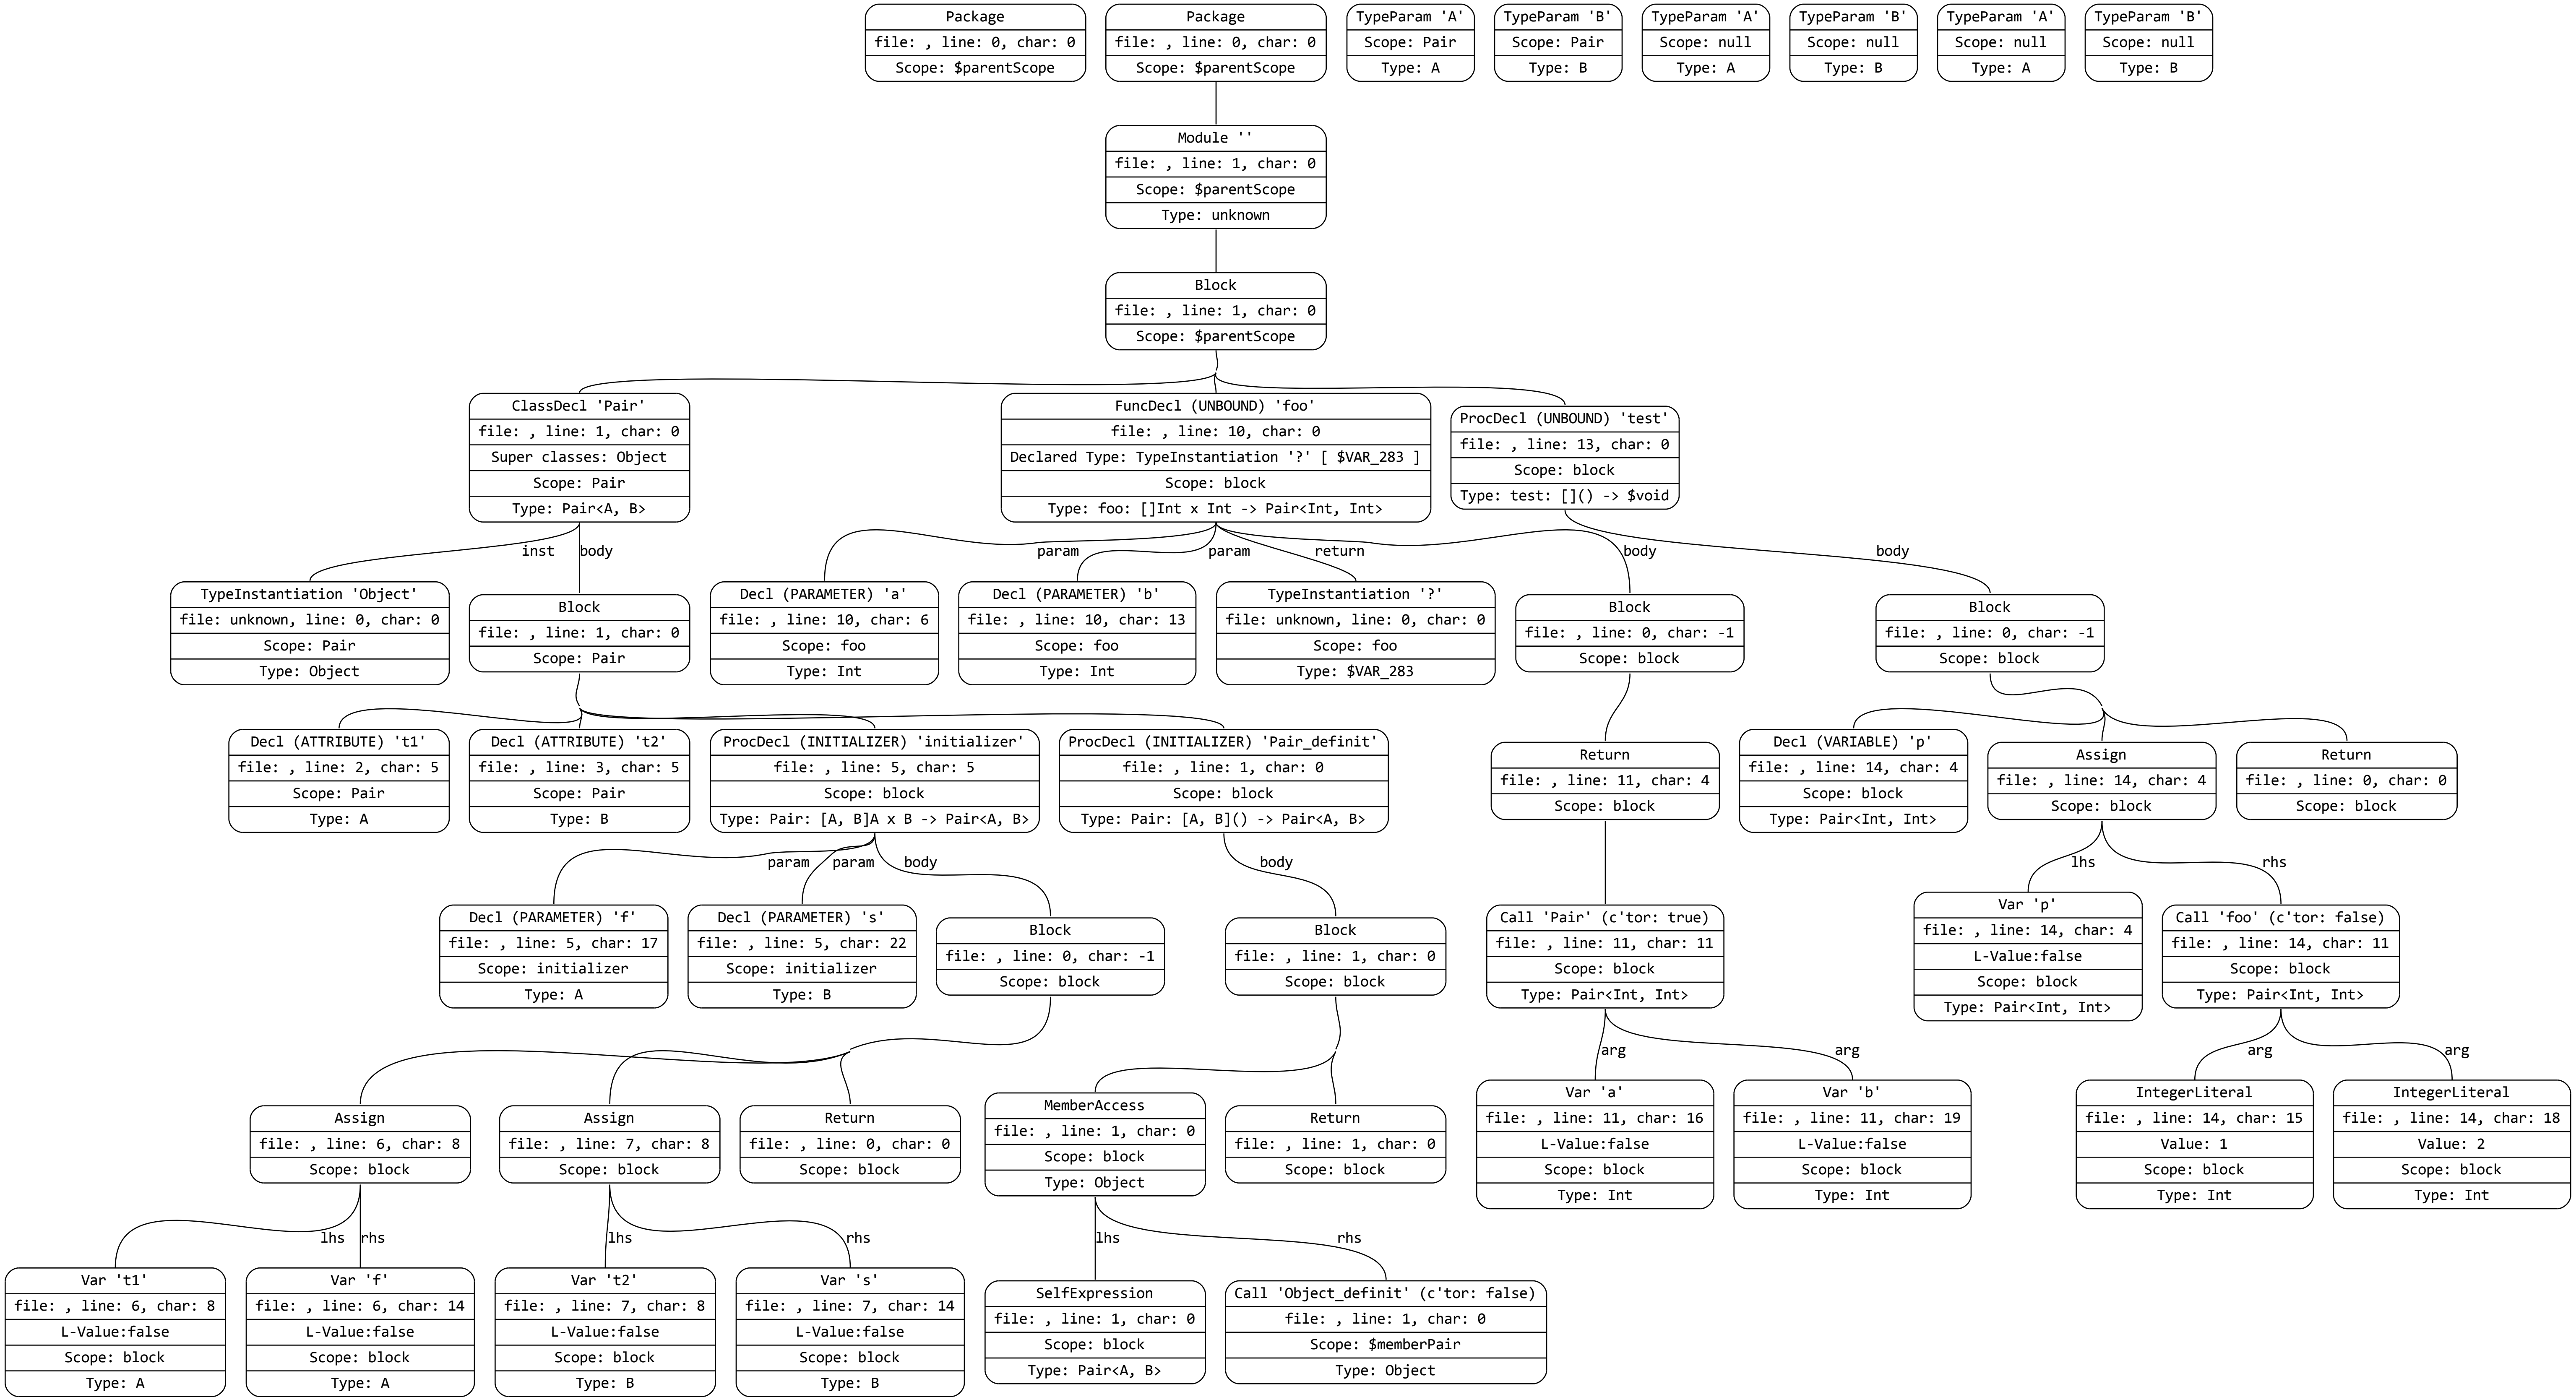 Package
file: , line: 0, char: 0
Scope: $parentScope
Package
file: , line: 0, char: 0
Scope: $parentScope
TypeParam 'A'
Scope: Pair
Type: A
TypeParam 'B'
Scope: Pair
Type: B
TypeParam 'A'
Scope: null
Type: A
TypeParam 'B'
Scope: null
Type: B
TypeParam 'A'
Scope: null
Type: A
TypeParam 'B'
Scope: null
Type: B
Module ''
file: , line: 1, char: 0
Scope: $parentScope
Type: unknown
Block
file: , line: 1, char: 0
Scope: $parentScope
ClassDecl 'Pair'
file: , line: 1, char: 0
Super classes: Object
Scope: Pair
Type: Pair<A, B>
FuncDecl (UNBOUND) 'foo'
file: , line: 10, char: 0
Declared Type: TypeInstantiation '?' [ $VAR_283 ]
Scope: block
Type: foo: []Int x Int -> Pair<Int, Int>
ProcDecl (UNBOUND) 'test'
file: , line: 13, char: 0
Scope: block
Type: test: []() -> $void
inst
body
param
param
return
body
body
TypeInstantiation 'Object'
file: unknown, line: 0, char: 0
Scope: Pair
Type: Object
Block
file: , line: 1, char: 0
Scope: Pair
Decl (PARAMETER) 'a'
file: , line: 10, char: 6
Scope: foo
Type: Int
Decl (PARAMETER) 'b'
file: , line: 10, char: 13
Scope: foo
Type: Int
TypeInstantiation '?'
file: unknown, line: 0, char: 0
Scope: foo
Type: $VAR_283
Block
file: , line: 0, char: -1
Scope: block
Block
file: , line: 0, char: -1
Scope: block
Decl (ATTRIBUTE) 't1'
file: , line: 2, char: 5
Scope: Pair
Type: A
Decl (ATTRIBUTE) 't2'
file: , line: 3, char: 5
Scope: Pair
Type: B
ProcDecl (INITIALIZER) 'initializer'
file: , line: 5, char: 5
Scope: block
Type: Pair: [A, B]A x B -> Pair<A, B>
ProcDecl (INITIALIZER) 'Pair_definit'
file: , line: 1, char: 0
Scope: block
Type: Pair: [A, B]() -> Pair<A, B>
Return
file: , line: 11, char: 4
Scope: block
Decl (VARIABLE) 'p'
file: , line: 14, char: 4
Scope: block
Type: Pair<Int, Int>
Assign
file: , line: 14, char: 4
Scope: block
Return
file: , line: 0, char: 0
Scope: block
param
param
body
body
lhs
rhs
Decl (PARAMETER) 'f'
file: , line: 5, char: 17
Scope: initializer
Type: A
Decl (PARAMETER) 's'
file: , line: 5, char: 22
Scope: initializer
Type: B
Block
file: , line: 0, char: -1
Scope: block
Block
file: , line: 1, char: 0
Scope: block
Call 'Pair' (c'tor: true)
file: , line: 11, char: 11
Scope: block
Type: Pair<Int, Int>
Var 'p'
file: , line: 14, char: 4
L-Value:false
Scope: block
Type: Pair<Int, Int>
Call 'foo' (c'tor: false)
file: , line: 14, char: 11
Scope: block
Type: Pair<Int, Int>
arg
arg
arg
arg
Assign
file: , line: 6, char: 8
Scope: block
Assign
file: , line: 7, char: 8
Scope: block
Return
file: , line: 0, char: 0
Scope: block
MemberAccess
file: , line: 1, char: 0
Scope: block
Type: Object
Return
file: , line: 1, char: 0
Scope: block
Var 'a'
file: , line: 11, char: 16
L-Value:false
Scope: block
Type: Int
Var 'b'
file: , line: 11, char: 19
L-Value:false
Scope: block
Type: Int
IntegerLiteral
file: , line: 14, char: 15
Value: 1
Scope: block
Type: Int
IntegerLiteral
file: , line: 14, char: 18
Value: 2
Scope: block
Type: Int
lhs
rhs
lhs
rhs
lhs
rhs
Var 't1'
file: , line: 6, char: 8
L-Value:false
Scope: block
Type: A
Var 'f'
file: , line: 6, char: 14
L-Value:false
Scope: block
Type: A
Var 't2'
file: , line: 7, char: 8
L-Value:false
Scope: block
Type: B
Var 's'
file: , line: 7, char: 14
L-Value:false
Scope: block
Type: B
SelfExpression
file: , line: 1, char: 0
Scope: block
Type: Pair<A, B>
Call 'Object_definit' (c'tor: false)
file: , line: 1, char: 0
Scope: $memberPair
Type: Object